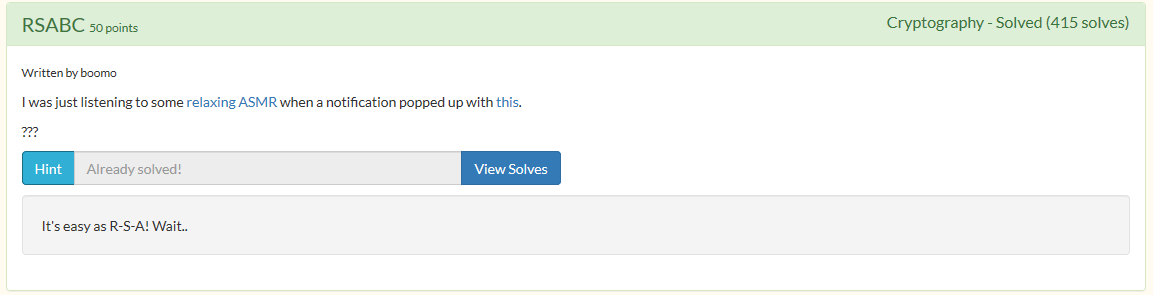 RSABC 50 points Cryptography - Solved (415 solves)
Written by boomo
I was just listening to some relaxing ASMR when a notification popped up with this.
???
Hint Already solved! View Solves
It's easy as R-S-A! Wait..